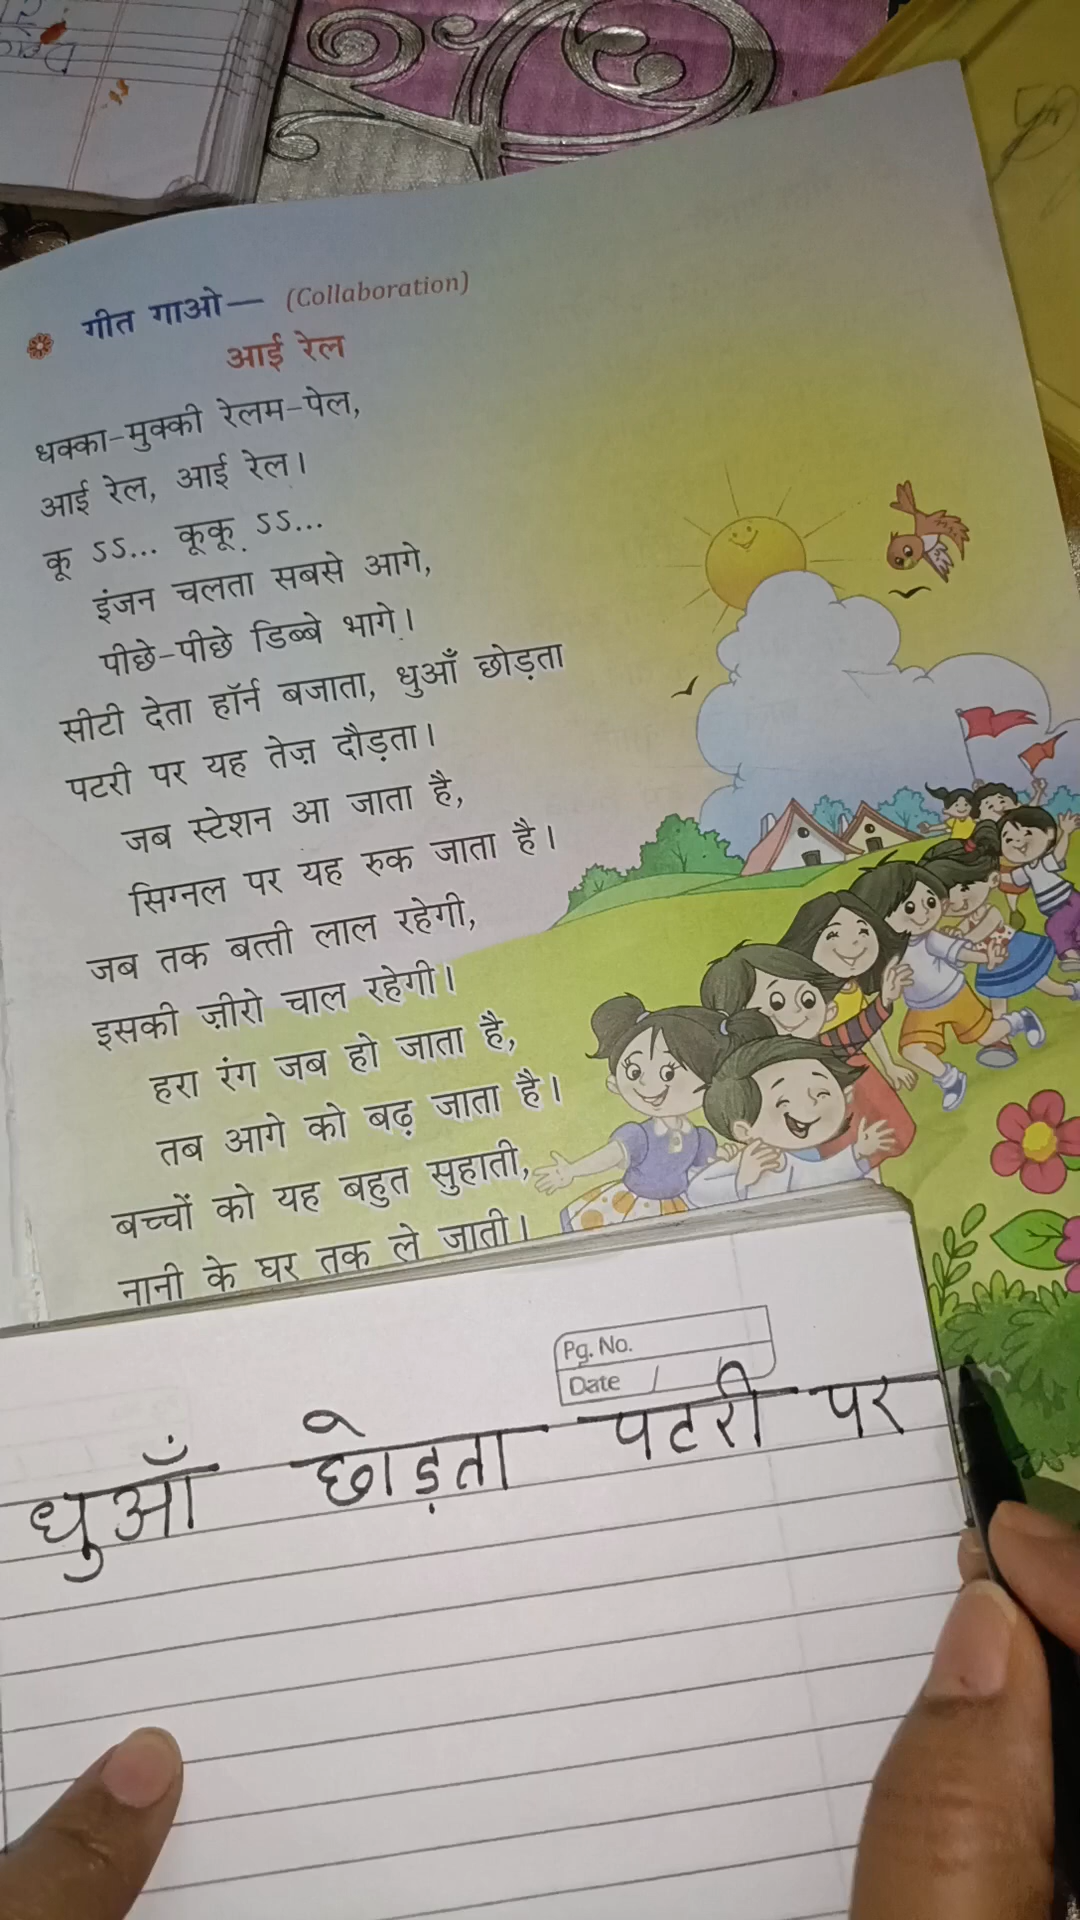 गीत गाओ— (Collaboration)
आई रेल
धक्का-मुक्की रेलम-पेल,
आई रेल, आई रेल।
कू ऽऽ... कूकू ऽऽ...
इंजन चलता सबसे आगे,
पीछे-पीछे डिब्बे भागे।
सीटी देता हॉर्न बजाता, धुआँ छोड़ता
पटरी पर यह तेज़ दौड़ता।
जब स्टेशन आ जाता है,
सिग्नल पर यह रुक जाता है।
जब तक बत्ती लाल रहेगी,
इसकी ज़ीरो चाल रहेगी।
हरा रंग जब हो जाता है,
तब आगे को बढ़ जाता है।
बच्चों को यह बहुत सुहाती,
नानी के घर तक ले जाती।
Pg. No.
Date / 
धुआँ छोड़ता पटरी पर